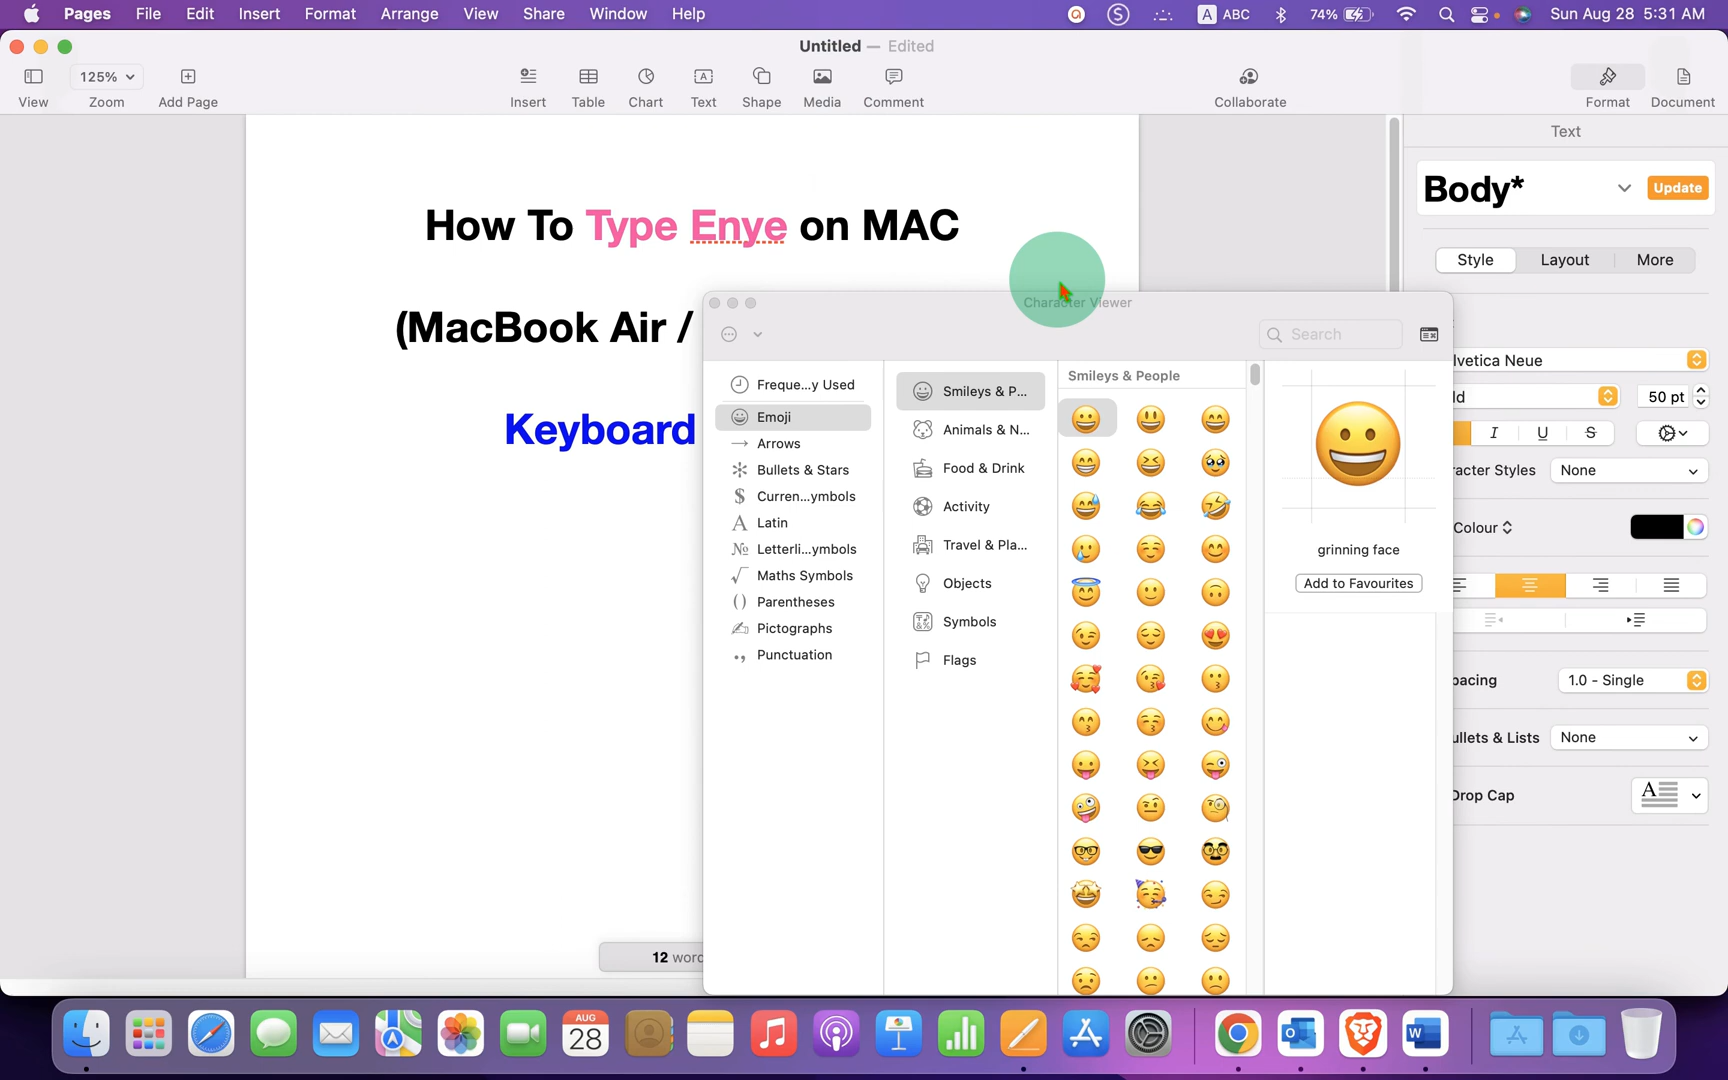 Pages File Edit Insert Format Arrange View Share Window Help
A ABC 74% Sun Aug 28 5:31 AM
Untitled — Edited
125%
View Zoom Add Page Insert Table Chart Text Shape Media Comment Collaborate Format Document
Text
Body* Update
Style Layout More
How To Type Enye on MAC
(MacBook Air /
Keyboard
12
Character Viewer
Search
Freque...y Used
Emoji
Arrows
Bullets & Stars
Curren...ymbols
Latin
Letterli...ymbols
Maths Symbols
Parentheses
Pictographs
Punctuation
Smileys & P...
Animals & N...
Food & Drink
Activity
Travel & Pla...
Objects
Symbols
Flags
Smileys & People
grinning face
Add to Favourites
lvetica Neue
ld 50 pt
I U S
racter Styles None
Colour
pacing 1.0 - Single
ullets & Lists None
Drop Cap
AUG
28